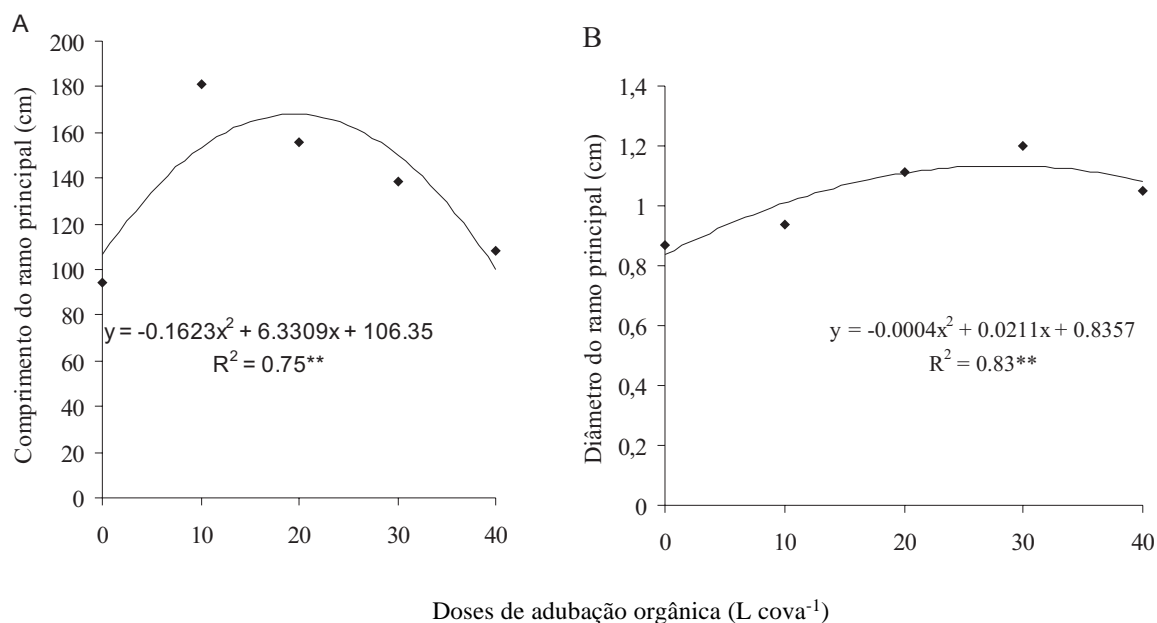 A
Comprimento do ramo principal (cm)
200
180
160
140
120
100
80
60
40
20
0
0 10 20 30 40
y = -0.1623x² + 6.3309x + 106.35
R² = 0.75**
B
Diâmetro do ramo principal (cm)
1,4
1,2
1
0,8
0,6
0,4
0,2
0
0 10 20 30 40
y = -0.0004x² + 0.0211x + 0.8357
R² = 0.83**
Doses de adubação orgânica (L cova⁻¹)